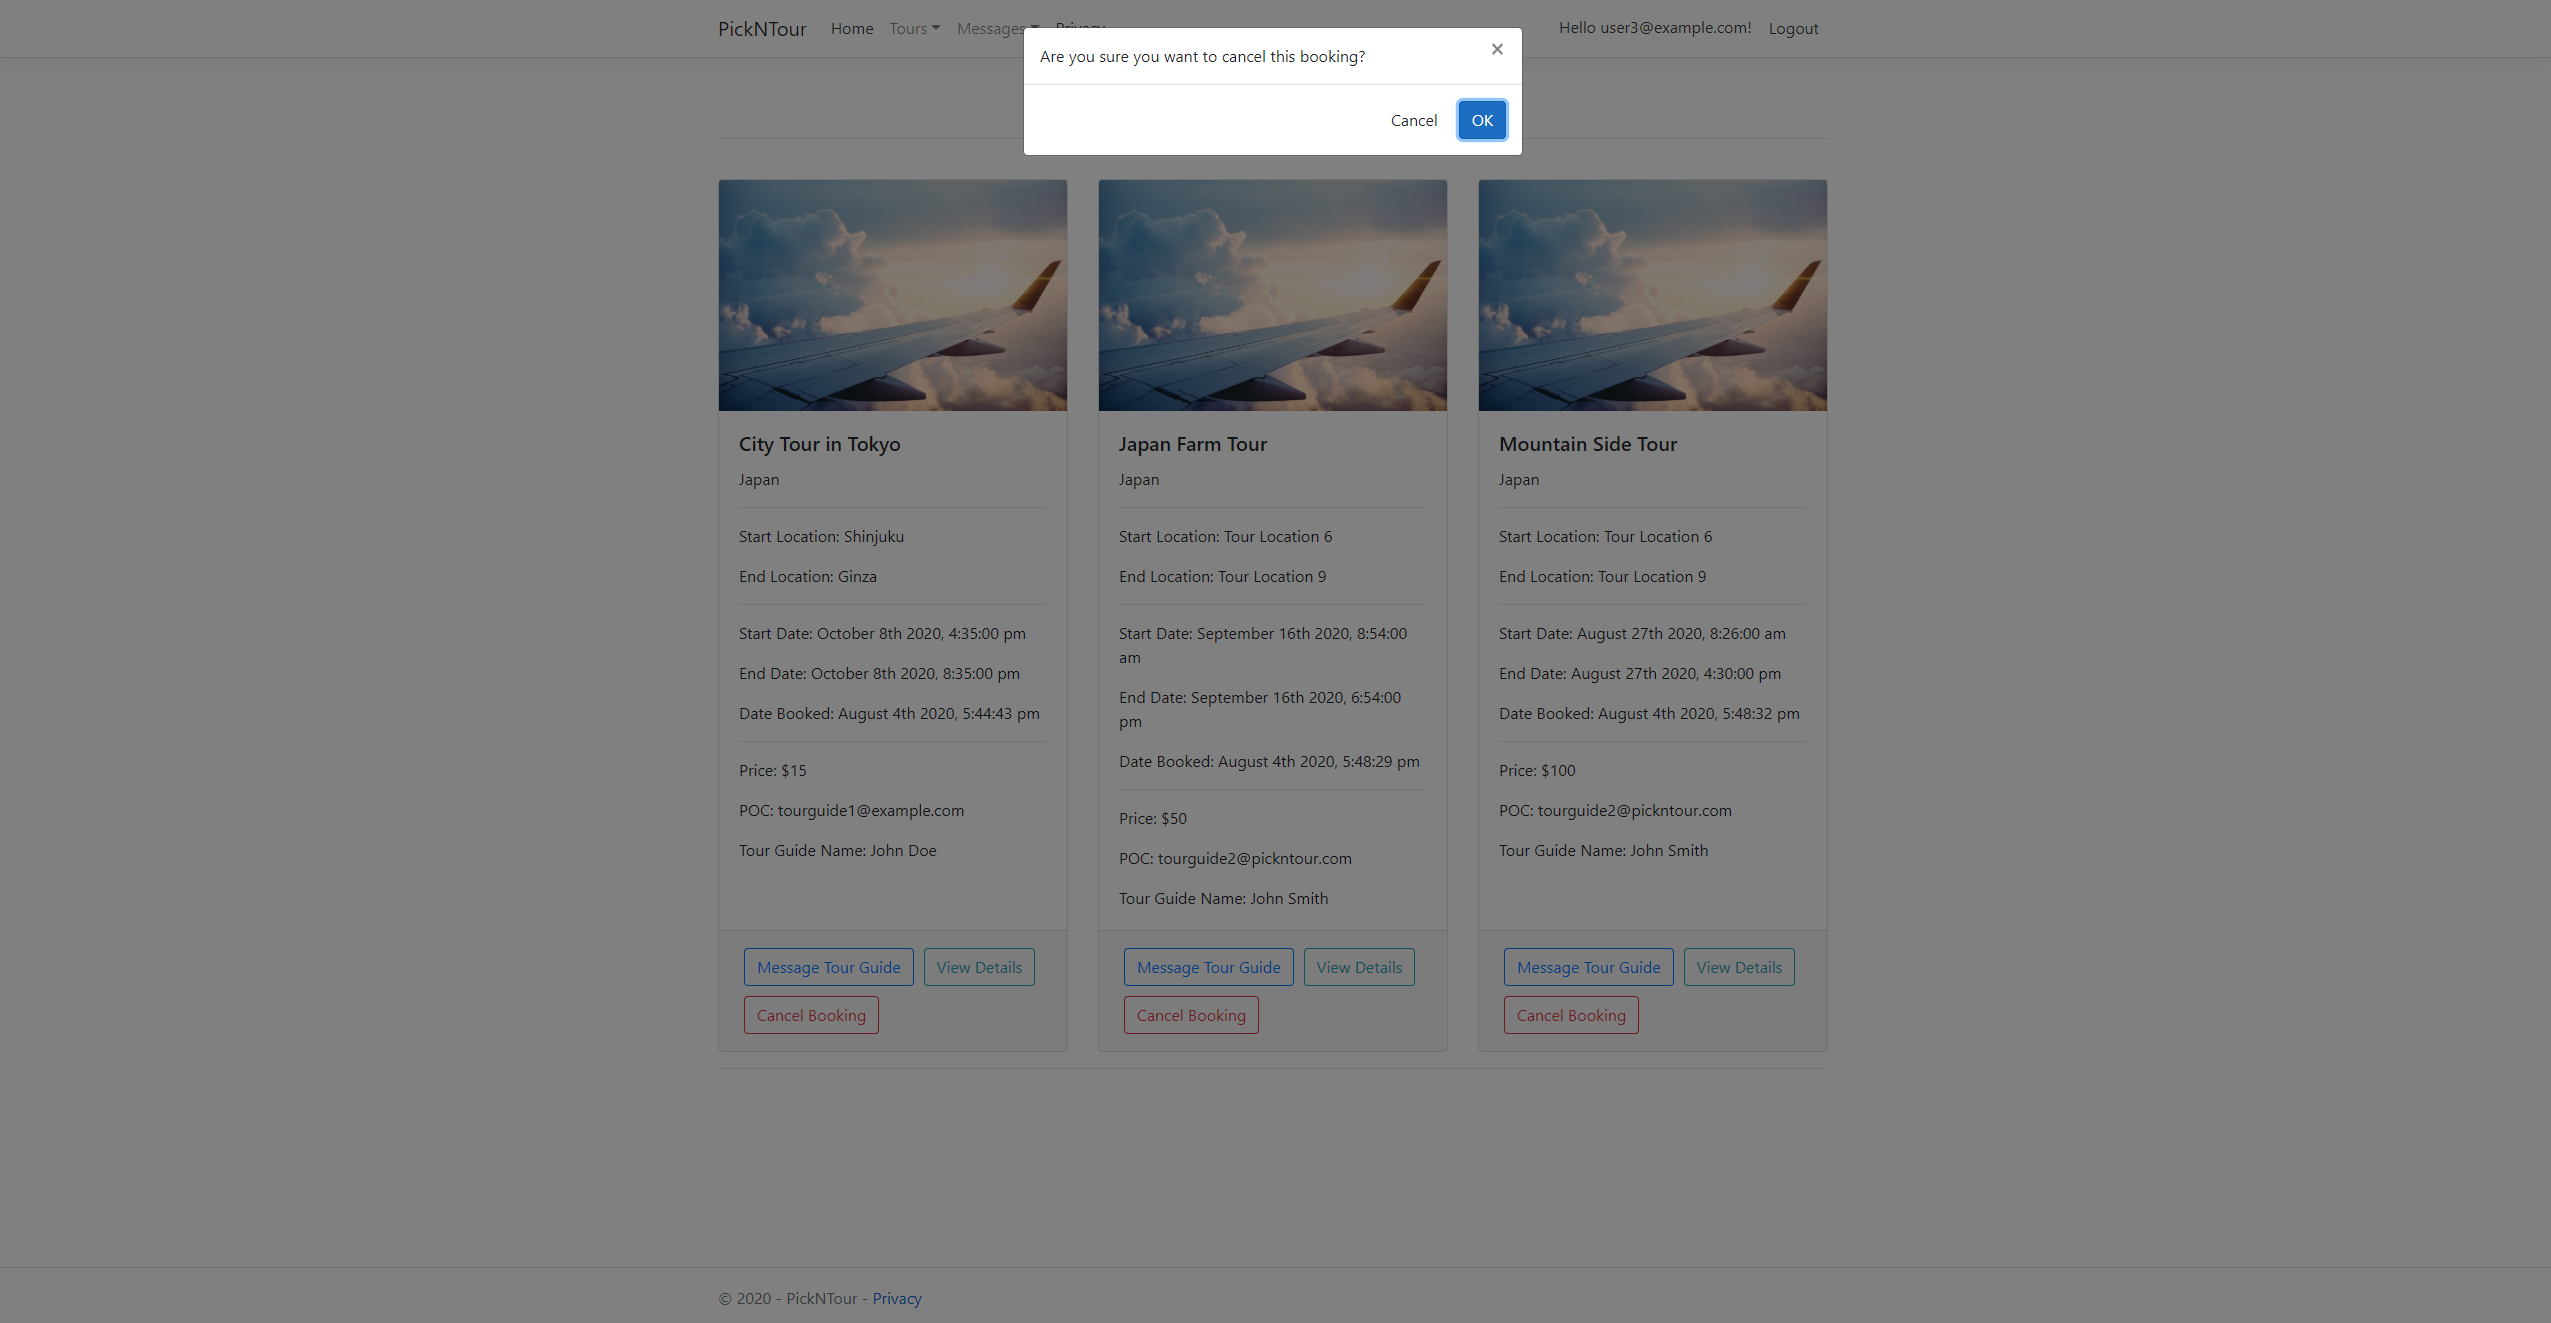 PickNTour Home Tours Messages Privacy Hello user3@example.com! Logout
Are you sure you want to cancel this booking? ×
Cancel OK
City Tour in Tokyo
Japan
Start Location: Shinjuku
End Location: Ginza
Start Date: October 8th 2020, 4:35:00 pm
End Date: October 8th 2020, 8:35:00 pm
Date Booked: August 4th 2020, 5:44:43 pm
Price: $15
POC: tourguide1@example.com
Tour Guide Name: John Doe
Message Tour Guide View Details
Cancel Booking
Japan Farm Tour
Japan
Start Location: Tour Location 6
End Location: Tour Location 9
Start Date: September 16th 2020, 8:54:00
am
End Date: September 16th 2020, 6:54:00
pm
Date Booked: August 4th 2020, 5:48:29 pm
Price: $50
POC: tourguide2@pickntour.com
Tour Guide Name: John Smith
Message Tour Guide View Details
Cancel Booking
Mountain Side Tour
Japan
Start Location: Tour Location 6
End Location: Tour Location 9
Start Date: August 27th 2020, 8:26:00 am
End Date: August 27th 2020, 4:30:00 pm
Date Booked: August 4th 2020, 5:48:32 pm
Price: $100
POC: tourguide2@pickntour.com
Tour Guide Name: John Smith
Message Tour Guide View Details
Cancel Booking
© 2020 - PickNTour - Privacy